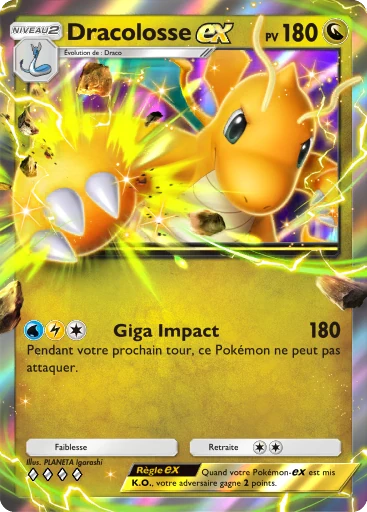 NIVEAU2 Dracolosse ex PV 180
Évolution de : Draco
Giga Impact 180
Pendant votre prochain tour, ce Pokémon ne peut pas
attaquer.
Faiblesse Retraite
Illus. PLANETA Igarashi
Règle ex Quand votre Pokémon-ex est mis
K.O., votre adversaire gagne 2 points.